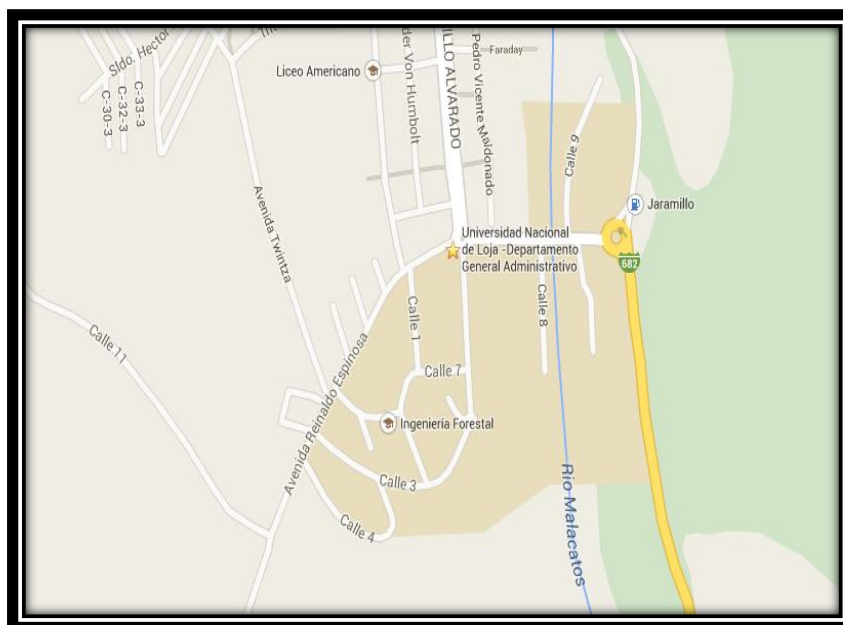 Sldo. Hector
C-30-3
C-32-3
C-33-3
Liceo Americano
der Von Humbolt
ILLO ALVARADO
Pedro Vicente Maldonado
Faraday
Calle 9
Jaramillo
Avenida Twintza
Universidad Nacional
de Loja - Departamento
General Administrativo
682
Calle 11
Calle 1
Calle 8
Avenida Reinaldo Espinosa
Calle 7
Ingeniería Forestal
Calle 3
Calle 4
Rio Malacatos